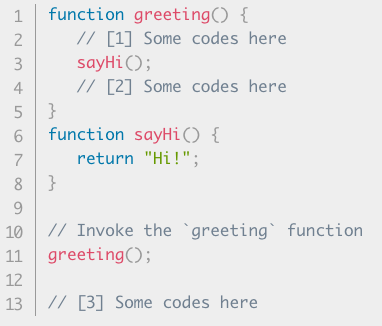 1 function greeting() {
2 // [1] Some codes here
3 sayHi();
4 // [2] Some codes here
5 }
6 function sayHi() {
7 return "Hi!";
8 }
9
10 // Invoke the `greeting` function
11 greeting();
12
13 // [3] Some codes here